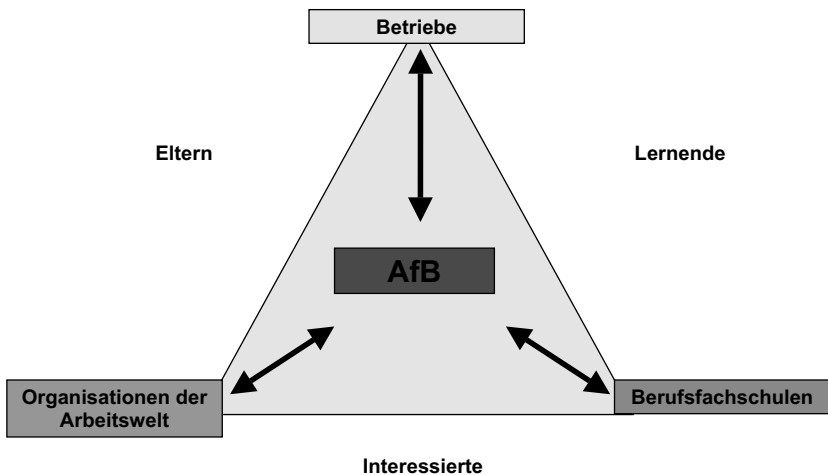 Betriebe
Eltern
Lernende
AfB
Organisationen der
Arbeitswelt
Berufsfachschulen
Interessierte